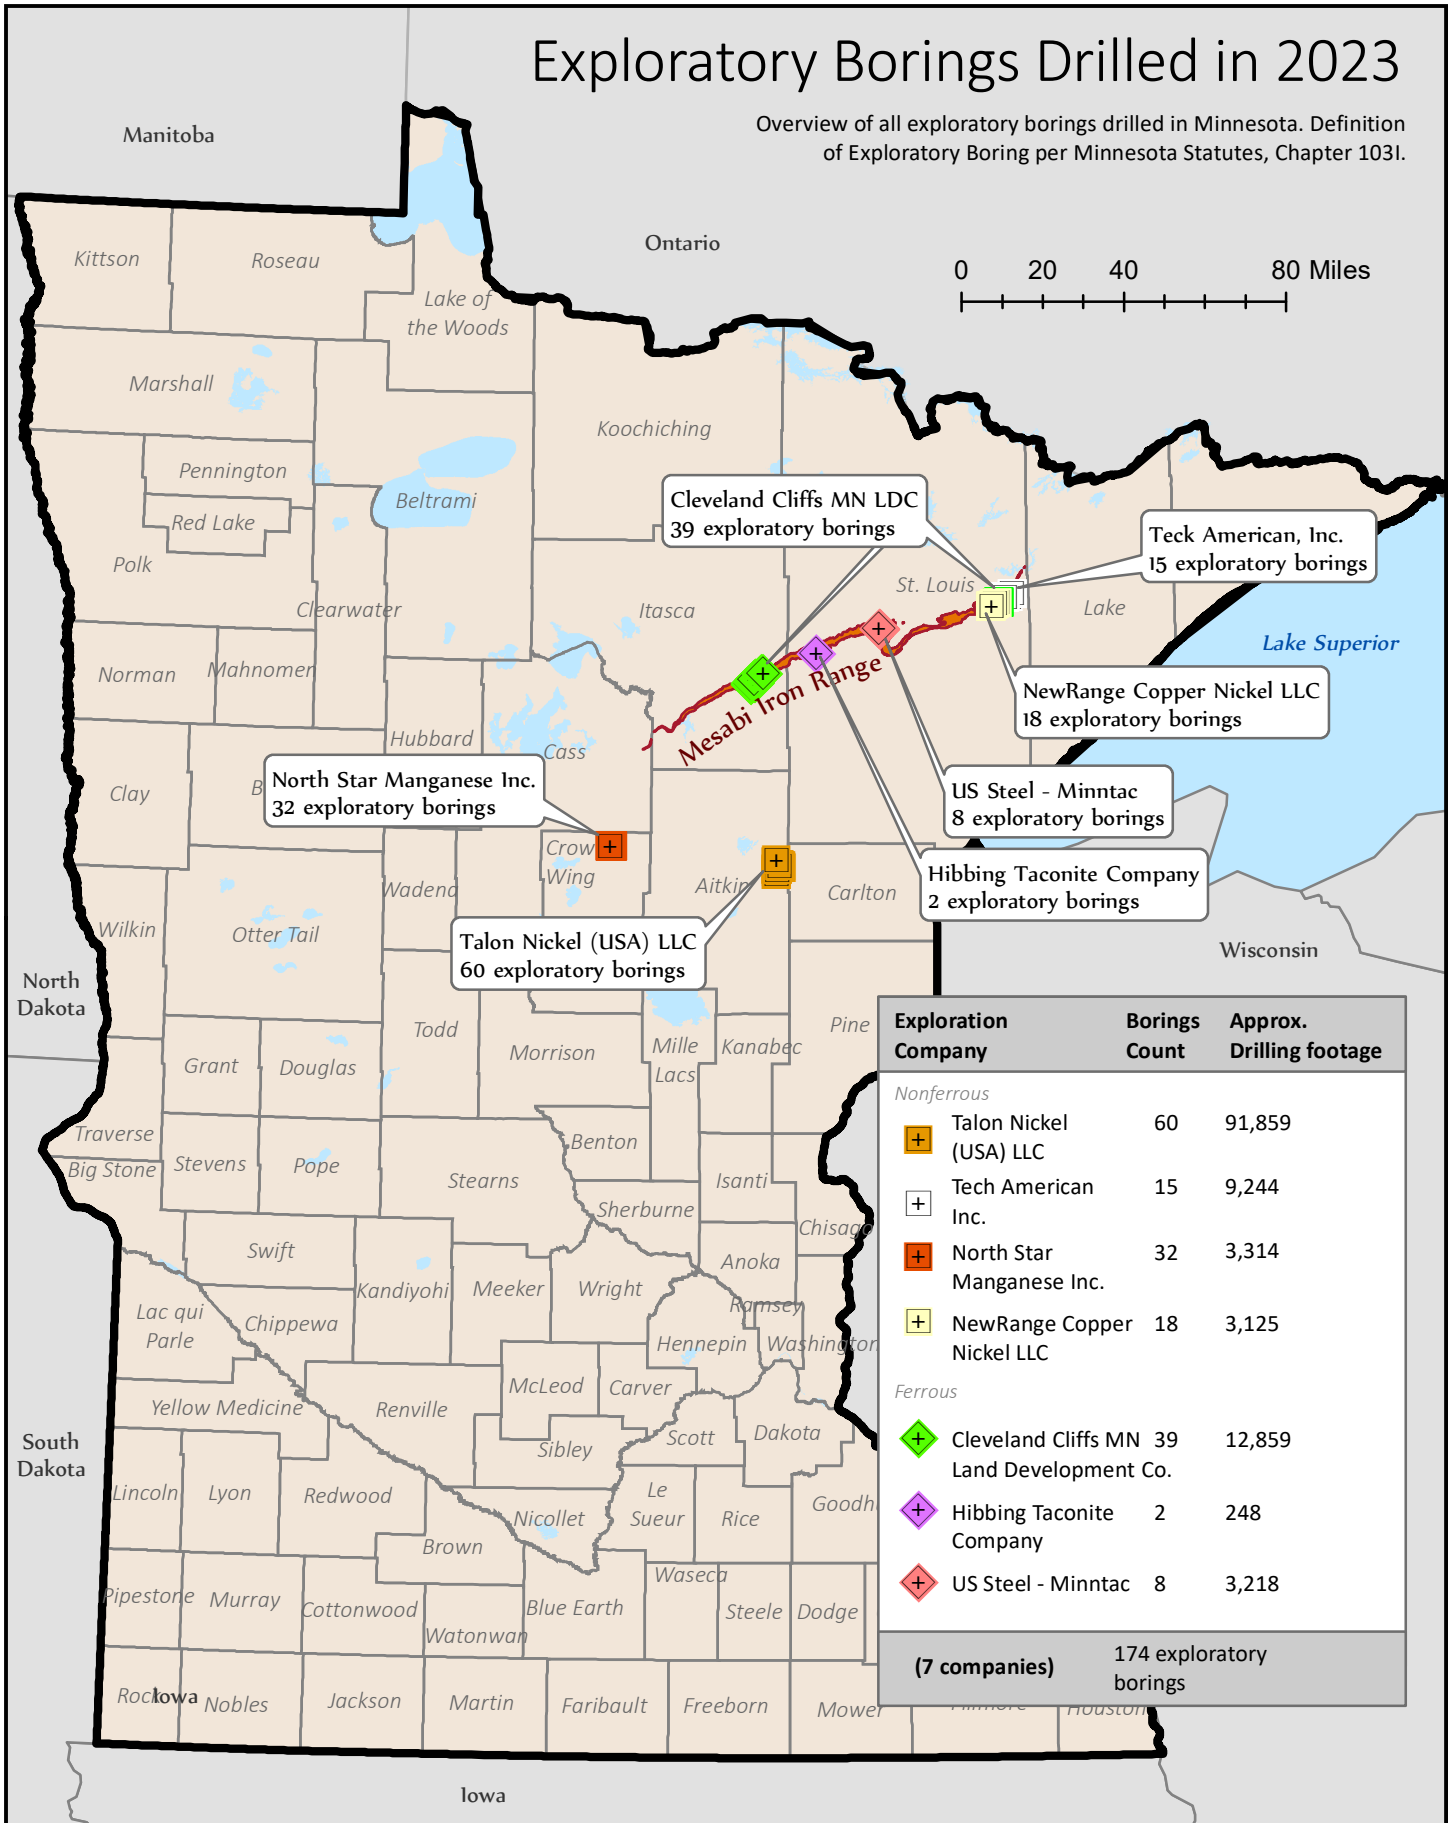 Exploratory Borings Drilled in 2023
Overview of all exploratory borings drilled in Minnesota. Definition
of Exploratory Boring per Minnesota Statutes, Chapter 103I.
Manitoba
Ontario
0 20 40 80 Miles
Kittson
Roseau
Lake of
the Woods
Marshall
Koochiching
Pennington
Beltrami
Red Lake
Polk
Cleveland Cliffs MN LDC
39 exploratory borings
Teck American, Inc.
15 exploratory borings
St. Louis
Lake
Clearwater
Itasca
Lake Superior
Norman
Mahnomen
Mesabi Iron Range
NewRange Copper Nickel LLC
18 exploratory borings
Hubbard
Cass
North Star Manganese Inc.
32 exploratory borings
Clay
B
US Steel - Minntac
8 exploratory borings
Crow
Wing
Hibbing Taconite Company
2 exploratory borings
Wadena
Aitkin
Carlton
Wilkin
Otter Tail
Talon Nickel (USA) LLC
60 exploratory borings
Wisconsin
North
Dakota
Todd
Morrison
Mille
Lacs
Kanabec
Pine
Grant
Douglas
Traverse
Big Stone
Stevens
Pope
Stearns
Benton
Isanti
Sherburne
Chisago
Swift
Kandiyohi
Meeker
Wright
Anoka
Ramsey
Lac qui
Parle
Chippewa
Hennepin
Washington
McLeod
Carver
Yellow Medicine
Renville
Scott
Dakota
South
Dakota
Sibley
Lincoln
Lyon
Redwood
Nicollet
Le
Sueur
Rice
Goodh
Brown
Waseca
Pipestone
Murray
Cottonwood
Watonwan
Blue Earth
Steele
Dodge
Rock
Iowa
Nobles
Jackson
Martin
Faribault
Freeborn
Mower
Fillmore
Houston
Iowa
Exploration Borings Approx.
Company Count Drilling footage
Nonferrous
Talon Nickel 60 91,859
(USA) LLC
Tech American 15 9,244
Inc.
North Star 32 3,314
Manganese Inc.
NewRange Copper 18 3,125
Nickel LLC
Ferrous
Cleveland Cliffs MN 39 12,859
Land Development Co.
Hibbing Taconite 2 248
Company
US Steel - Minntac 8 3,218
(7 companies) 174 exploratory
borings